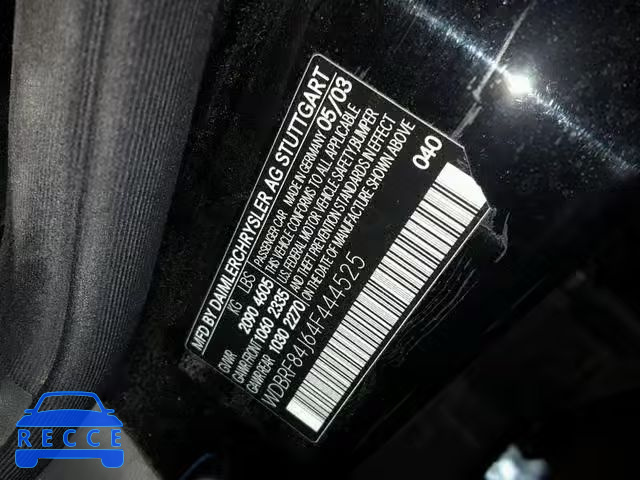 MFD BY DAIMLERCHRYSLER AG STUTTGART
KG LBS PASSENGER CAR MADE IN GERMANY 05/03
GVWR 2090 4605 THIS VEHICLE CONFORMS TO ALL APPLICABLE
GAWR FRONT 1060 2335 U.S. FEDERAL MOTOR VEHICLE SAFETY, BUMPER
GAWR REAR 1030 2270 AND THEFT PREVENTION STANDARDS IN EFFECT
ON THE DATE OF MANUFACTURE SHOWN ABOVE
040
WDBRF84J64F444525
RECCE